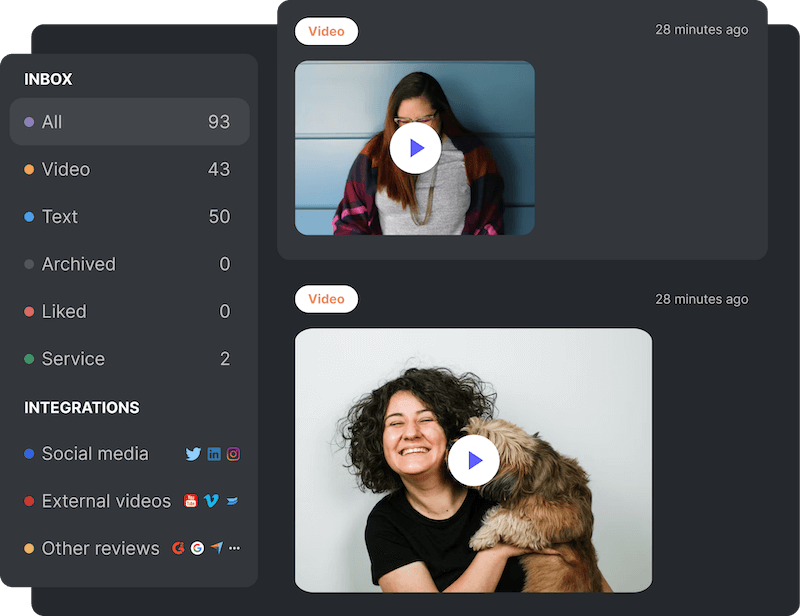 INBOX
All 93
Video 43
Text 50
Archived 0
Liked 0
Service 2
INTEGRATIONS
Social media
External videos
Other reviews
Video 28 minutes ago
Video 28 minutes ago